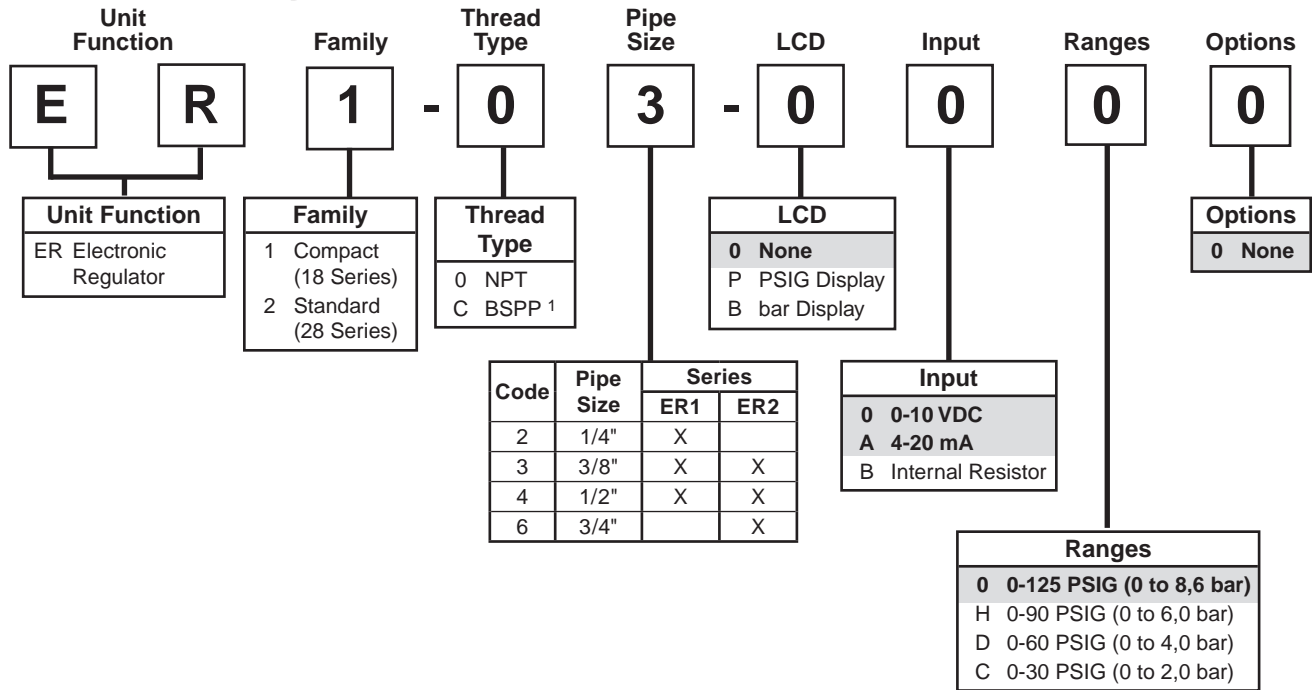 Unit Function Family Thread Type Pipe Size LCD Input Ranges Options
E R 1 - 0 3 - 0 0 0 0
Unit Function
ER Electronic Regulator
Family
1 Compact
(18 Series)
2 Standard
(28 Series)
Thread Type
0 NPT
C BSPP 1
LCD
0 None
P PSIG Display
B bar Display
Options
0 None
Code Pipe Size Series
ER1 ER2
2 1/4" X
3 3/8" X X
4 1/2" X X
6 3/4" X
Input
0 0-10 VDC
A 4-20 mA
B Internal Resistor
Ranges
0 0-125 PSIG (0 to 8,6 bar)
H 0-90 PSIG (0 to 6,0 bar)
D 0-60 PSIG (0 to 4,0 bar)
C 0-30 PSIG (0 to 2,0 bar)